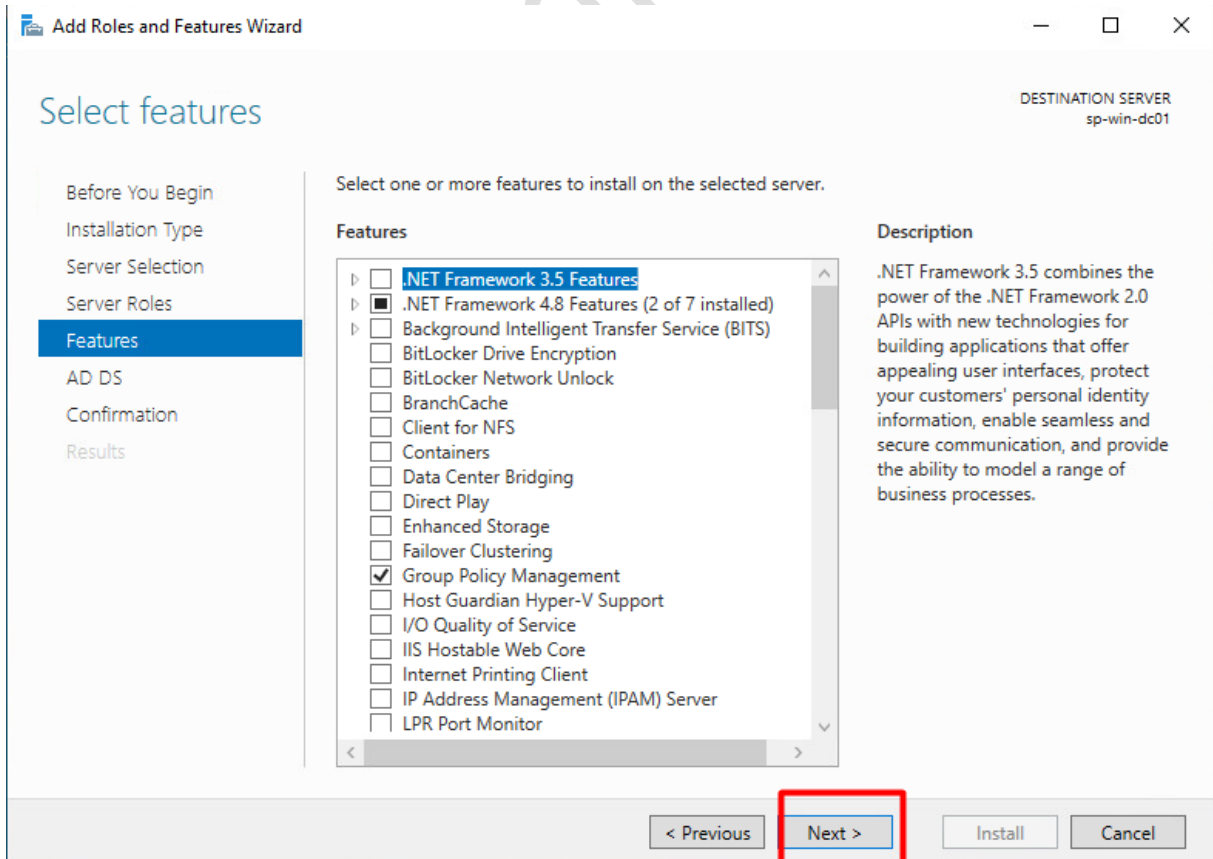 Add Roles and Features Wizard
Select features
DESTINATION SERVER
sp-win-dc01
Before You Begin
Installation Type
Server Selection
Server Roles
Features
AD DS
Confirmation
Results
Select one or more features to install on the selected server.
Features
.NET Framework 3.5 Features
.NET Framework 4.8 Features (2 of 7 installed)
Background Intelligent Transfer Service (BITS)
BitLocker Drive Encryption
BitLocker Network Unlock
BranchCache
Client for NFS
Containers
Data Center Bridging
Direct Play
Enhanced Storage
Failover Clustering
Group Policy Management
Host Guardian Hyper-V Support
I/O Quality of Service
IIS Hostable Web Core
Internet Printing Client
IP Address Management (IPAM) Server
LPR Port Monitor
Description
.NET Framework 3.5 combines the
power of the .NET Framework 2.0
APIs with new technologies for
building applications that offer
appealing user interfaces, protect
your customers' personal identity
information, enable seamless and
secure communication, and provide
the ability to model a range of
business processes.
< Previous
Next >
Install
Cancel